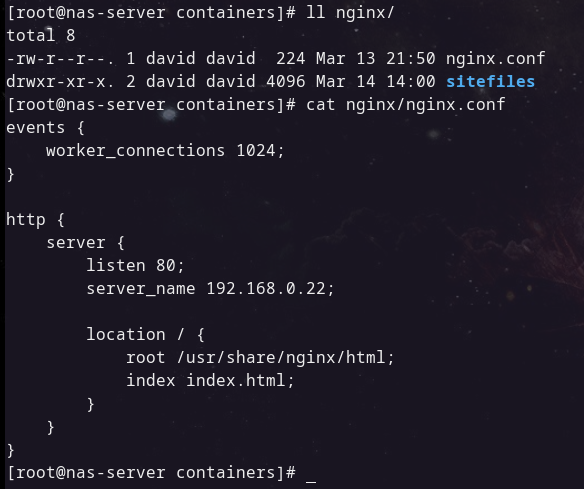 [root@nas-server containers]# ll nginx/
total 8
-rw-r--r--. 1 david david  224 Mar 13 21:50 nginx.conf
drwxr-xr-x. 2 david david 4096 Mar 14 14:00 sitefiles
[root@nas-server containers]# cat nginx/nginx.conf
events {
    worker_connections 1024;
}

http {
    server {
        listen 80;
        server_name 192.168.0.22;

        location / {
            root /usr/share/nginx/html;
            index index.html;
        }
    }
}
[root@nas-server containers]# _